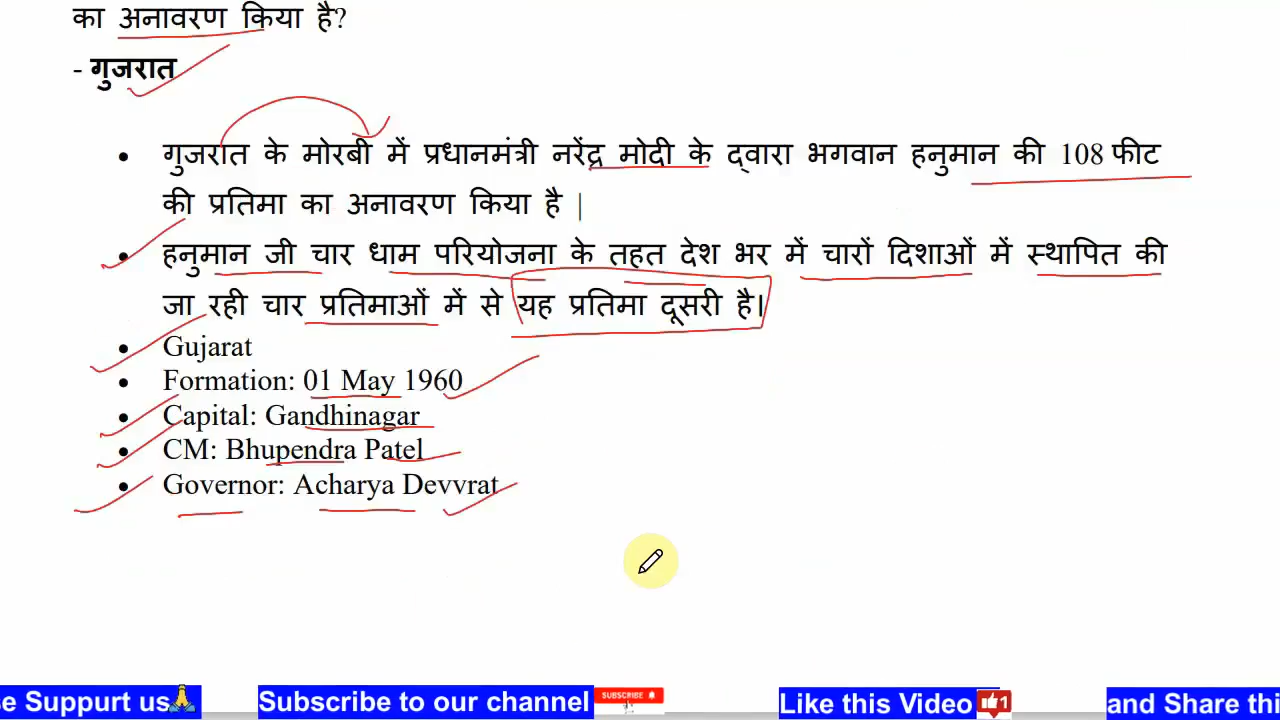 का अनावरण किया है?
- गुजरात
• गुजरात के मोरबी में प्रधानमंत्री नरेंद्र मोदी के द्वारा भगवान हनुमान की 108 फीट
की प्रतिमा का अनावरण किया है |
• हनुमान जी चार धाम परियोजना के तहत देश भर में चारों दिशाओं में स्थापित की
जा रही चार प्रतिमाओं में से यह प्रतिमा दूसरी है।
• Gujarat
• Formation: 01 May 1960
• Capital: Gandhinagar
• CM: Bhupendra Patel
• Governor: Acharya Devvrat
se Suppurt us Subscribe to our channel SUBSCRIBE Like this Video 1 and Share thi